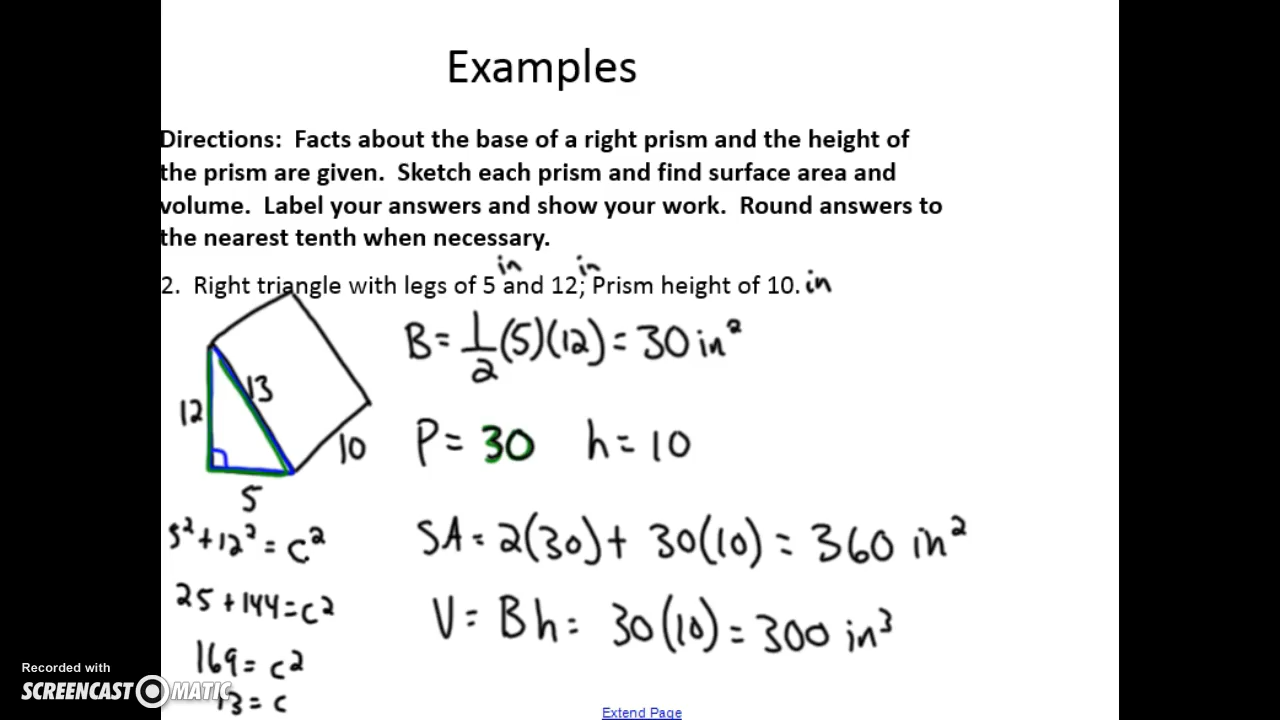 Examples
Directions: Facts about the base of a right prism and the height of
the prism are given. Sketch each prism and find surface area and
volume. Label your answers and show your work. Round answers to
the nearest tenth when necessary.
in in
2. Right triangle with legs of 5 and 12; Prism height of 10. in
B = 1/2 (5)(12) = 30 in²
12 13
10
5
P = 30 h = 10
5² + 12² = c²
25 + 144 = c²
169 = c²
13 = c
SA = 2(30) + 30(10) = 360 in²
V = Bh = 30(10) = 300 in³
Recorded with
SCREENCAST MATIC
Extend Page